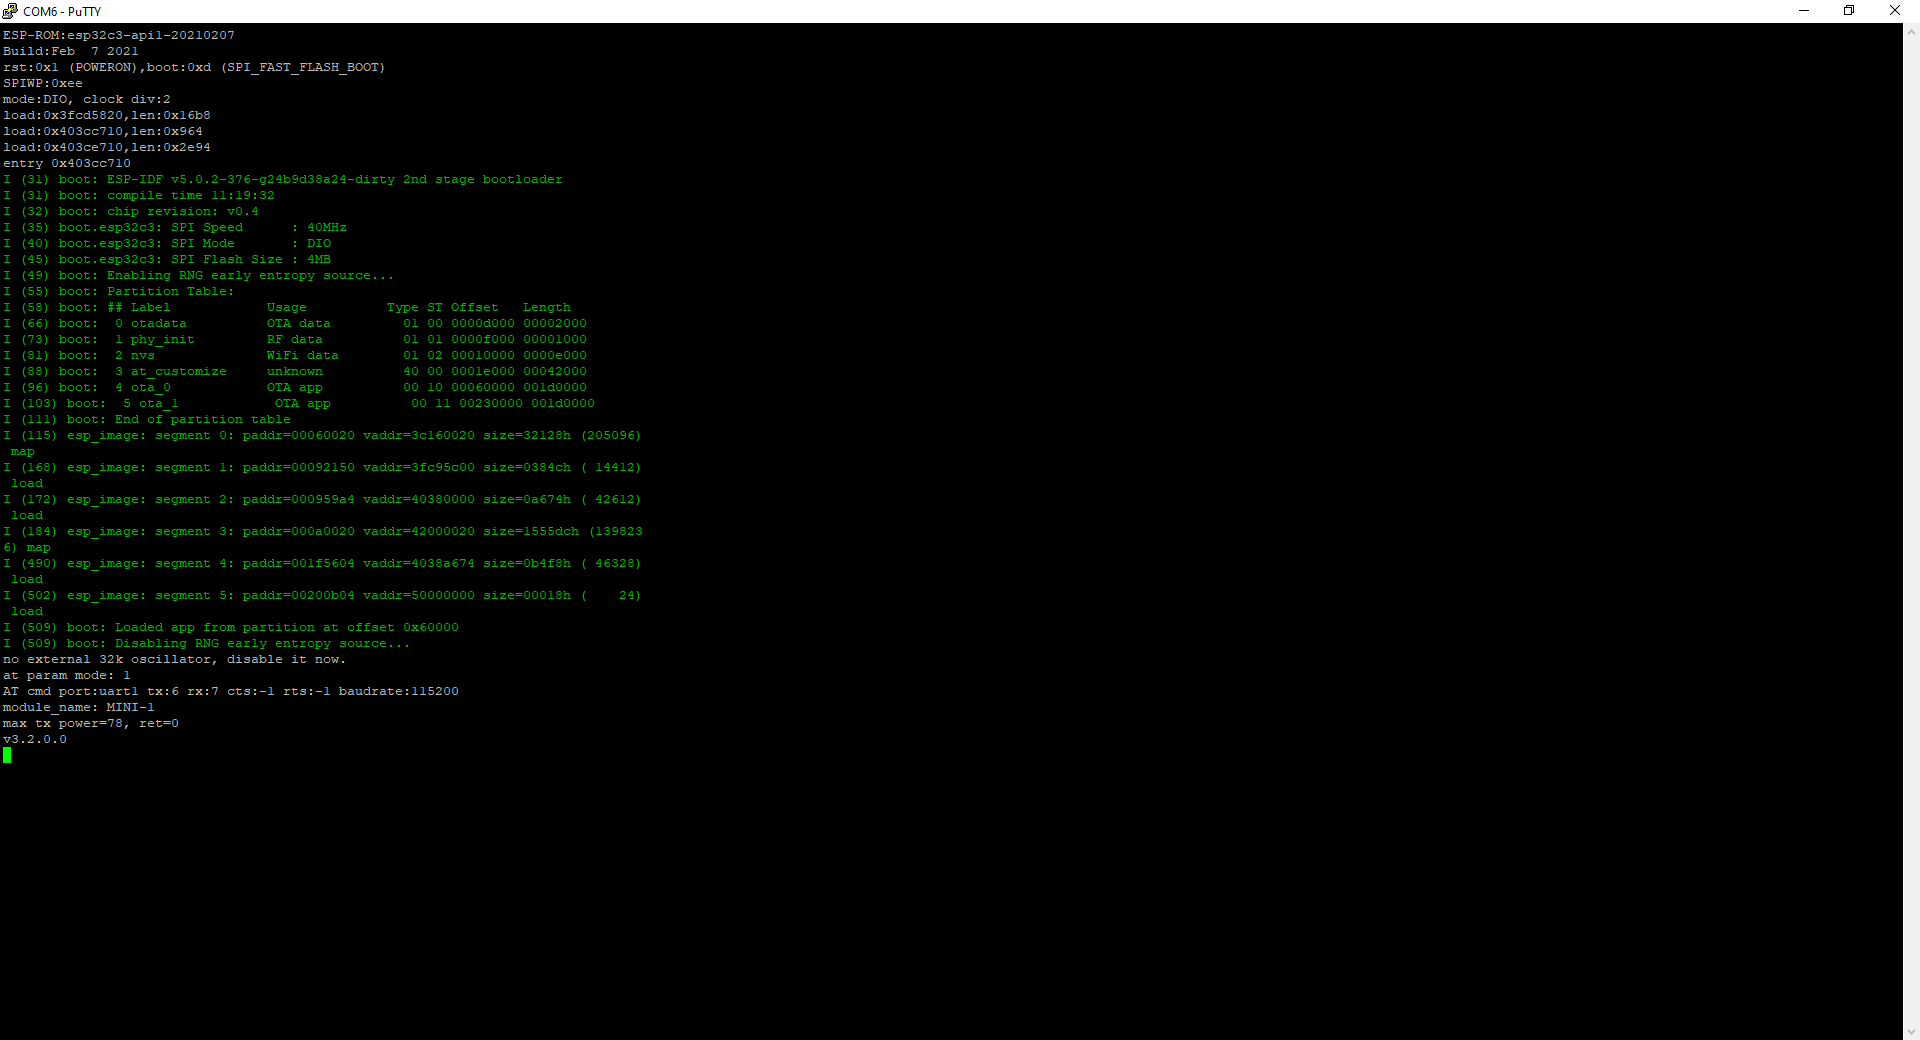 COM6 - PuTTY
ESP-ROM:esp32c3-api1-20210207
Build:Feb  7 2021
rst:0x1 (POWERON),boot:0xd (SPI_FAST_FLASH_BOOT)
SPIWP:0xee
mode:DIO, clock div:2
load:0x3fcd5820,len:0x16b8
load:0x403cc710,len:0x964
load:0x403ce710,len:0x2e94
entry 0x403cc710
I (31) boot: ESP-IDF v5.0.2-376-g24b9d38a24-dirty 2nd stage bootloader
I (31) boot: compile time 11:19:32
I (32) boot: chip revision: v0.4
I (35) boot.esp32c3: SPI Speed      : 40MHz
I (40) boot.esp32c3: SPI Mode       : DIO
I (45) boot.esp32c3: SPI Flash Size : 4MB
I (49) boot: Enabling RNG early entropy source...
I (55) boot: Partition Table:
I (58) boot: ## Label            Usage          Type ST Offset   Length
I (66) boot:  0 otadata          OTA data         01 00 0000d000 00002000
I (73) boot:  1 phy_init         RF data          01 01 0000f000 00001000
I (81) boot:  2 nvs              WiFi data        01 02 00010000 0000e000
I (88) boot:  3 at_customize     unknown          40 00 0001e000 00042000
I (96) boot:  4 ota_0            OTA app          00 10 00060000 001d0000
I (103) boot:  5 ota_1            OTA app          00 11 00230000 001d0000
I (111) boot: End of partition table
I (115) esp_image: segment 0: paddr=00060020 vaddr=3c160020 size=32128h (205096)
 map
I (168) esp_image: segment 1: paddr=00092150 vaddr=3fc95c00 size=0384ch ( 14412)
 load
I (172) esp_image: segment 2: paddr=000959a4 vaddr=40380000 size=0a674h ( 42612)
 load
I (184) esp_image: segment 3: paddr=000a0020 vaddr=42000020 size=1555dch (139823
6) map
I (490) esp_image: segment 4: paddr=001f5604 vaddr=4038a674 size=0b4f8h ( 46328)
 load
I (502) esp_image: segment 5: paddr=00200b04 vaddr=50000000 size=00018h (    24)
 load
I (509) boot: Loaded app from partition at offset 0x60000
I (509) boot: Disabling RNG early entropy source...
no external 32k oscillator, disable it now.
at param mode: 1
AT cmd port:uart1 tx:6 rx:7 cts:-1 rts:-1 baudrate:115200
module_name: MINI-1
max tx power=78, ret=0
v3.2.0.0